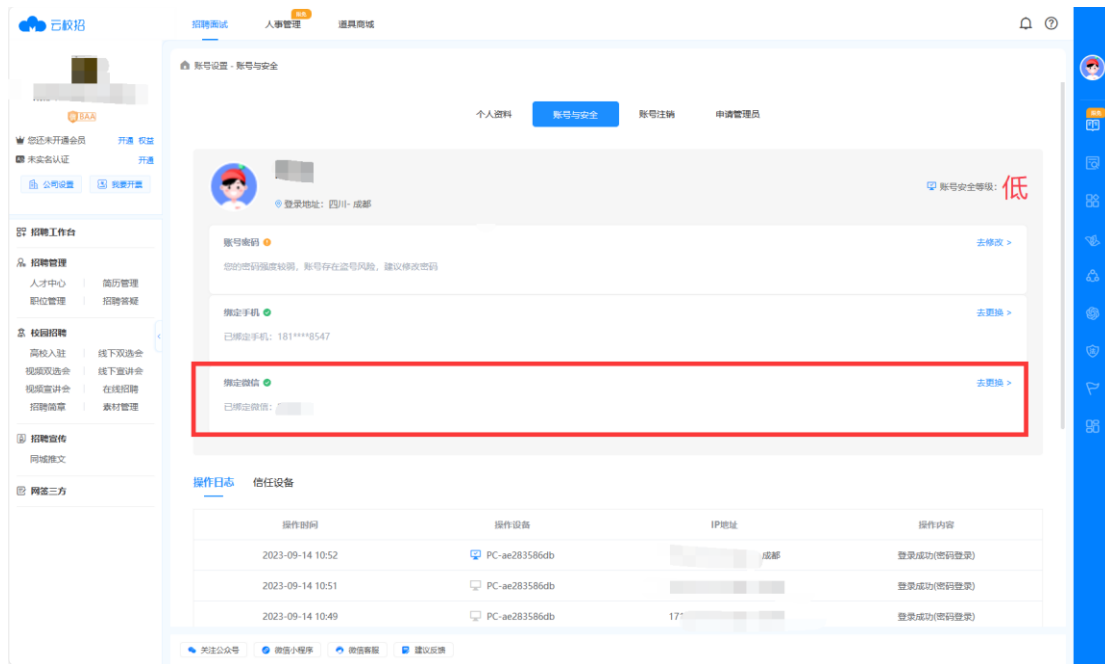 云校招
招聘面试 人事管理 道具商城
账号设置 - 账号与安全
个人资料 账号与安全 账号注销 申请管理员
BAA
您还未开通会员 开通 权益
未实名认证 开通
公司设置 我要开票
账号安全等级: 低
登录地址: 四川- 成都
招聘工作台
账号密码 去修改 >
您的密码强度较弱,账号存在盗号风险,建议修改密码
招聘管理
人才中心 简历管理
职位管理 招聘答疑
绑定手机 去更换 >
已绑定手机: 181****8547
校园招聘
高校入驻 线下双选会
视频双选会 线下宣讲会
视频宣讲会 在线招聘
招聘简章 素材管理
绑定微信 去更换 >
已绑定微信:
招聘宣传
同城推文
网签三方
操作日志 信任设备
操作时间 操作设备 IP地址 操作内容
2023-09-14 10:52 PC-ae283586db 成都 登录成功(密码登录)
2023-09-14 10:51 PC-ae283586db 登录成功(密码登录)
2023-09-14 10:49 PC-ae283586db 17 登录成功(密码登录)
关注公众号 微信小程序 微信客服 建议反馈